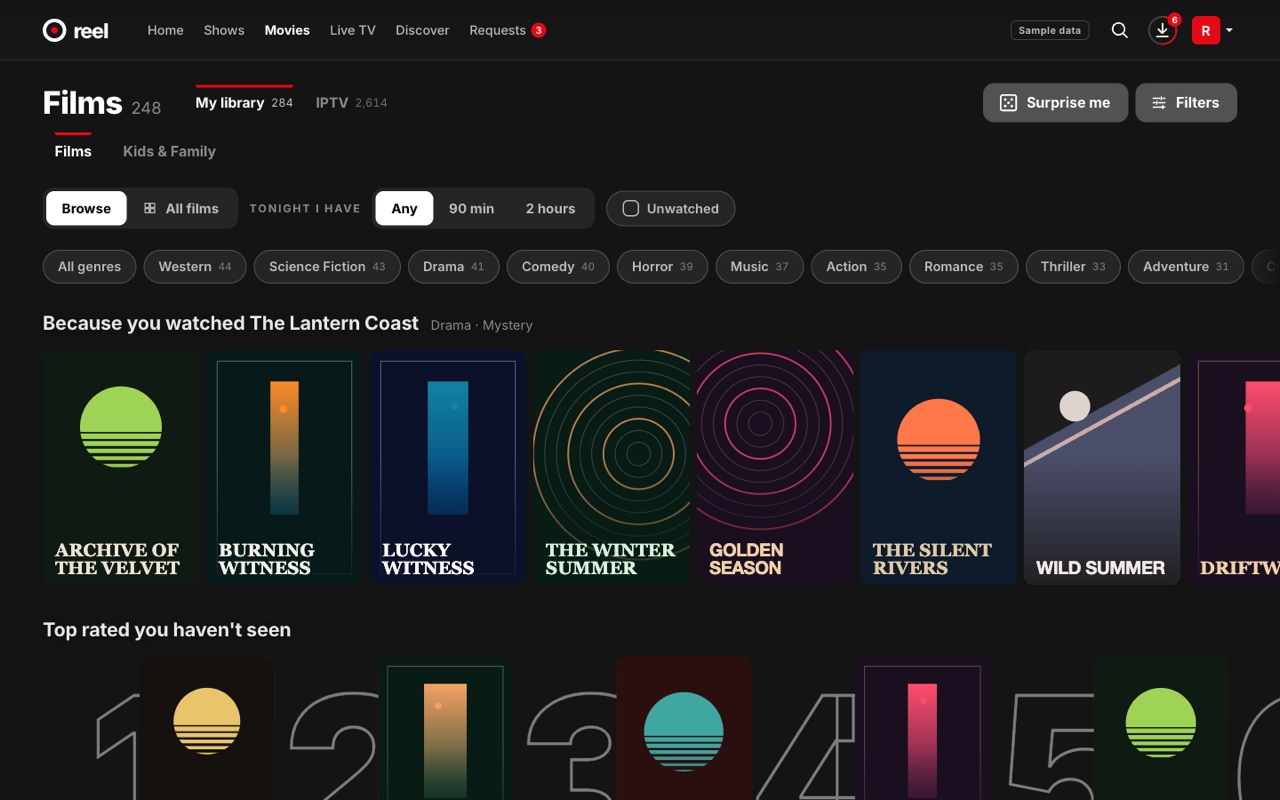 reel Home Shows Movies Live TV Discover Requests 3 Sample data 6 R
Films 248 My library 284 IPTV 2,614 Surprise me Filters
Films Kids & Family
Browse All films TONIGHT I HAVE Any 90 min 2 hours Unwatched
All genres Western 44 Science Fiction 43 Drama 41 Comedy 40 Horror 39 Music 37 Action 35 Romance 35 Thriller 33 Adventure 31
Because you watched The Lantern Coast Drama · Mystery
ARCHIVE OF
THE VELVET
BURNING
WITNESS
LUCKY
WITNESS
THE WINTER
SUMMER
GOLDEN
SEASON
THE SILENT
RIVERS
WILD SUMMER
DRIFTW
Top rated you haven't seen
1 2 3 4 5